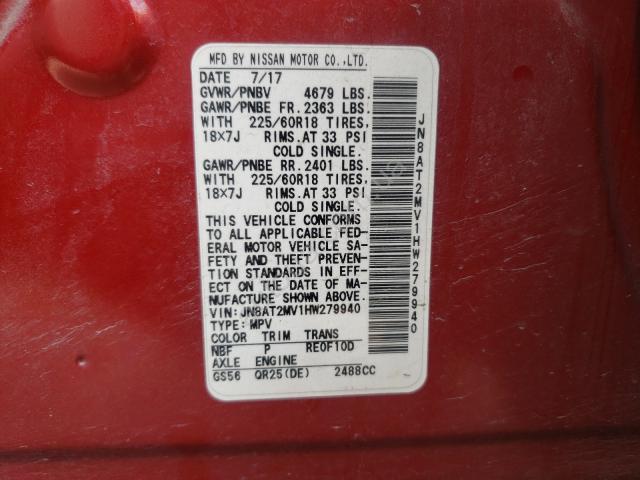 MFD BY NISSAN MOTOR CO.,LTD.
DATE 7/17
GVWR/PNBV 4679 LBS.
GAWR/PNBE FR. 2363 LBS.
WITH 225/60R18 TIRES,
18X7J RIMS.AT 33 PSI
COLD SINGLE.
GAWR/PNBE RR. 2401 LBS.
WITH 225/60R18 TIRES,
18X7J RIMS.AT 33 PSI
COLD SINGLE.
THIS VEHICLE CONFORMS
TO ALL APPLICABLE FED-
ERAL MOTOR VEHICLE SA-
FETY AND THEFT PREVEN-
TION STANDARDS IN EFF-
ECT ON THE DATE OF MA-
NUFACTURE SHOWN ABOVE.
VIN: JN8AT2MV1HW279940
TYPE: MPV
COLOR TRIM TRANS
NBF P RE0F10D
AXLE ENGINE
GS56 QR25(DE) 2488CC
JN8AT2MV1HW279940